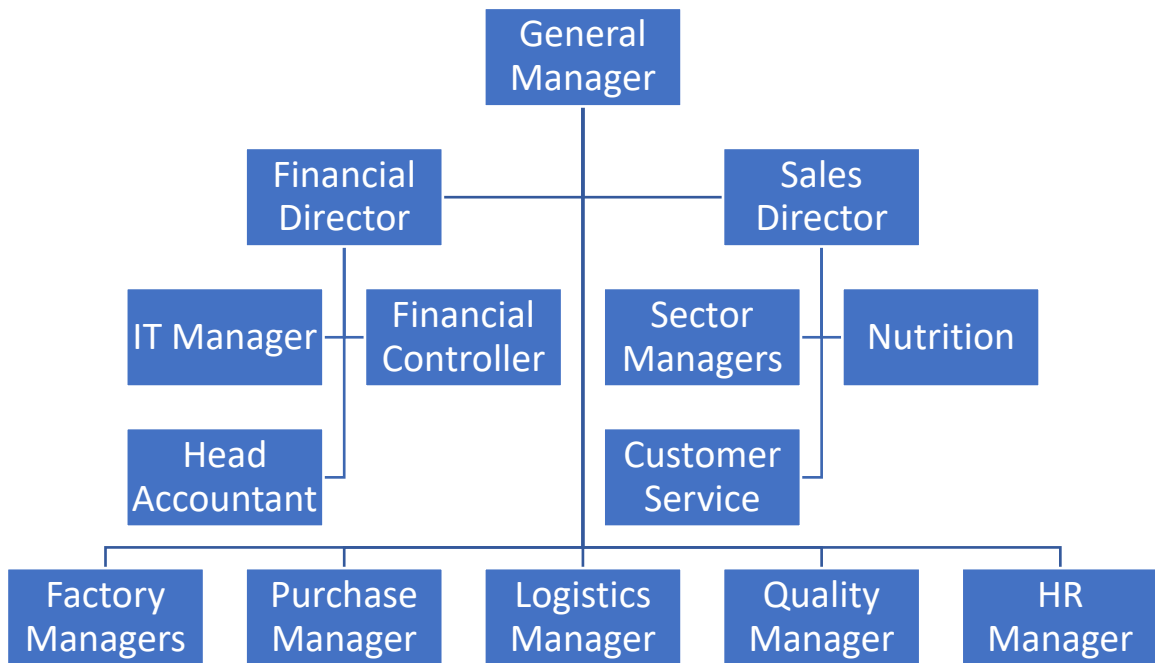 General
Manager
Financial
Director
Sales
Director
IT Manager
Financial
Controller
Sector
Managers
Nutrition
Head
Accountant
Customer
Service
Factory
Managers
Purchase
Manager
Logistics
Manager
Quality
Manager
HR
Manager